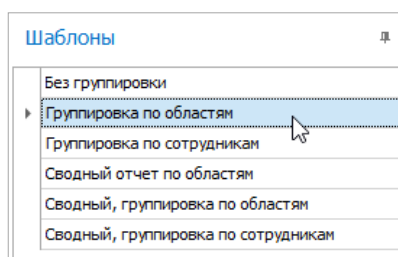 Шаблоны
Без группировки
Группировка по областям
Группировка по сотрудникам
Сводный отчет по областям
Сводный, группировка по областям
Сводный, группировка по сотрудникам